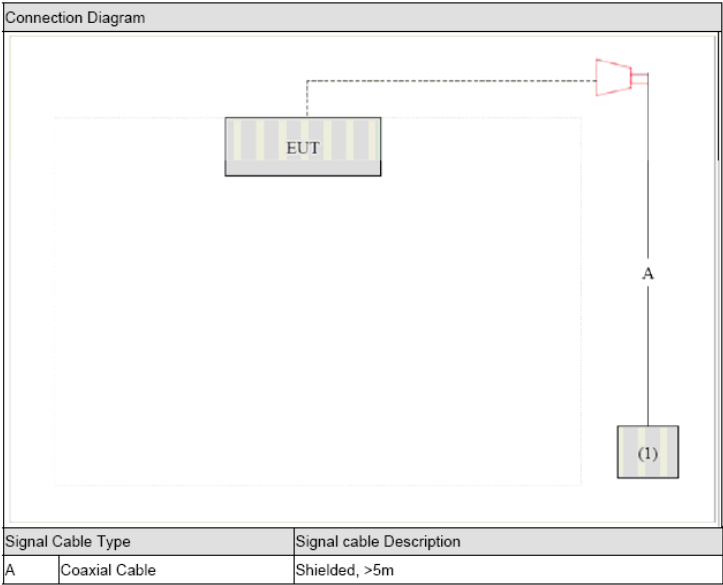 Connection Diagram
EUT
A
(1)
Signal Cable Type Signal cable Description
A Coaxial Cable Shielded, >5m